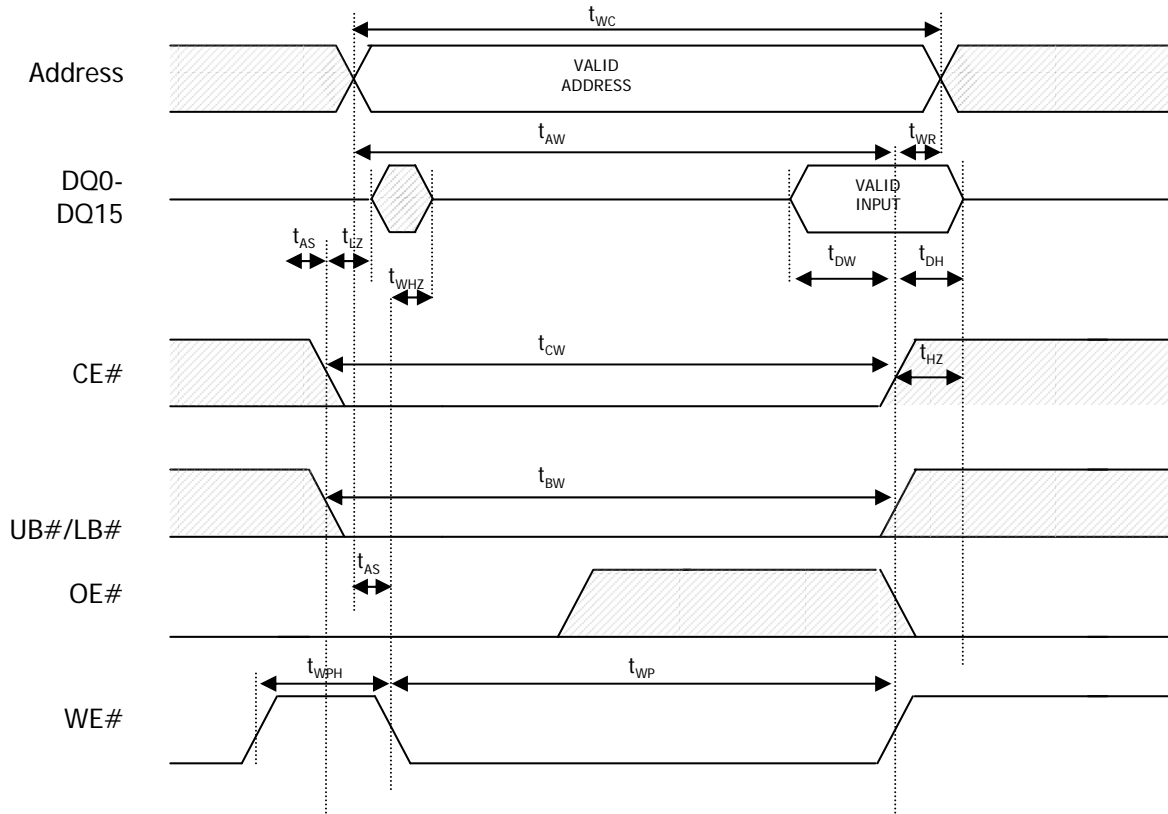 tWC
Address
VALID
ADDRESS
tAW
tWR
DQ0-
DQ15
VALID
INPUT
tAS
tLZ
tDW
tDH
tWHZ
CE#
tCW
tHZ
UB#/LB#
tBW
tAS
OE#
tWPH
tWP
WE#